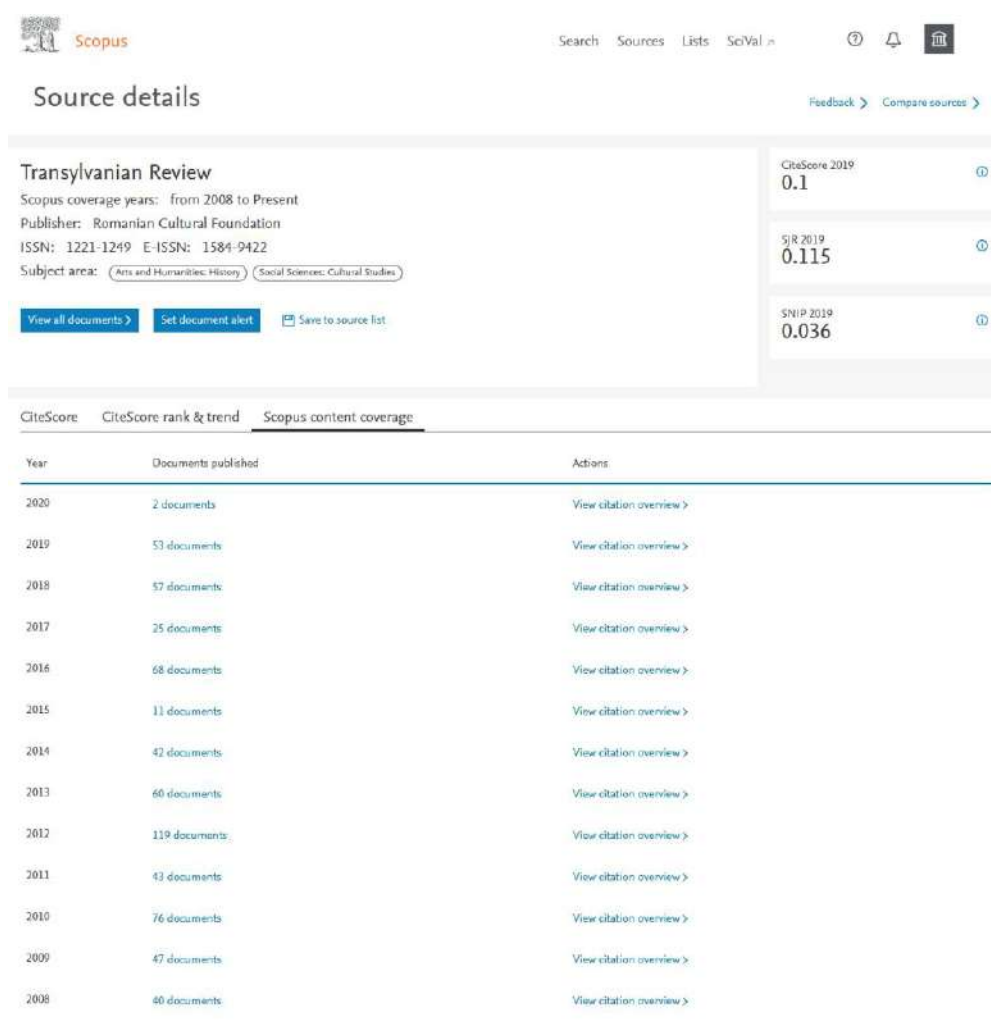 Scopus
Search Sources Lists SciVal
Source details
Feedback Compare sources
Transylvanian Review
Scopus coverage years: from 2008 to Present
Publisher: Romanian Cultural Foundation
ISSN: 1221-1249 E-ISSN: 1584-9422
Subject area: Arts and Humanities: History Social Sciences: Cultural Studies
View all documents > Set document alert Save to source list
CiteScore 2019
0.1
SJR 2019
0.115
SNIP 2019
0.036
CiteScore CiteScore rank & trend Scopus content coverage
Year Documents published Actions
2020 2 documents View citation overview >
2019 53 documents View citation overview >
2018 57 documents View citation overview >
2017 25 documents View citation overview >
2016 68 documents View citation overview >
2015 11 documents View citation overview >
2014 42 documents View citation overview >
2013 60 documents View citation overview >
2012 119 documents View citation overview >
2011 43 documents View citation overview >
2010 76 documents View citation overview >
2009 47 documents View citation overview >
2008 40 documents View citation overview >